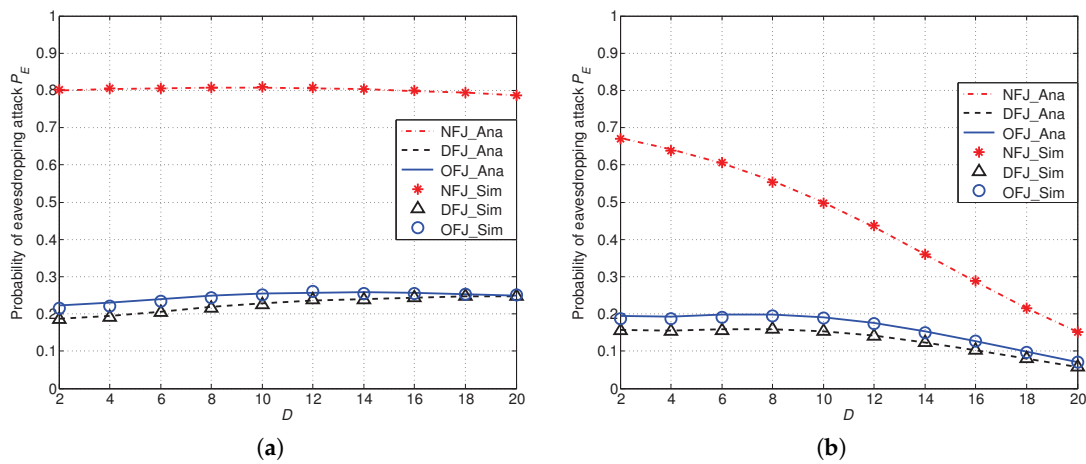 1
0.9
0.8
0.7
0.6
0.5
0.4
0.3
0.2
0.1
0
Probability of eavesdropping attack P_E
2 4 6 8 10 12 14 16 18 20
D
NFJ_Ana
DFJ_Ana
OFJ_Ana
NFJ_Sim
DFJ_Sim
OFJ_Sim
(a)
1
0.9
0.8
0.7
0.6
0.5
0.4
0.3
0.2
0.1
0
Probability of eavesdropping attack P_E
2 4 6 8 10 12 14 16 18 20
D
NFJ_Ana
DFJ_Ana
OFJ_Ana
NFJ_Sim
DFJ_Sim
OFJ_Sim
(b)